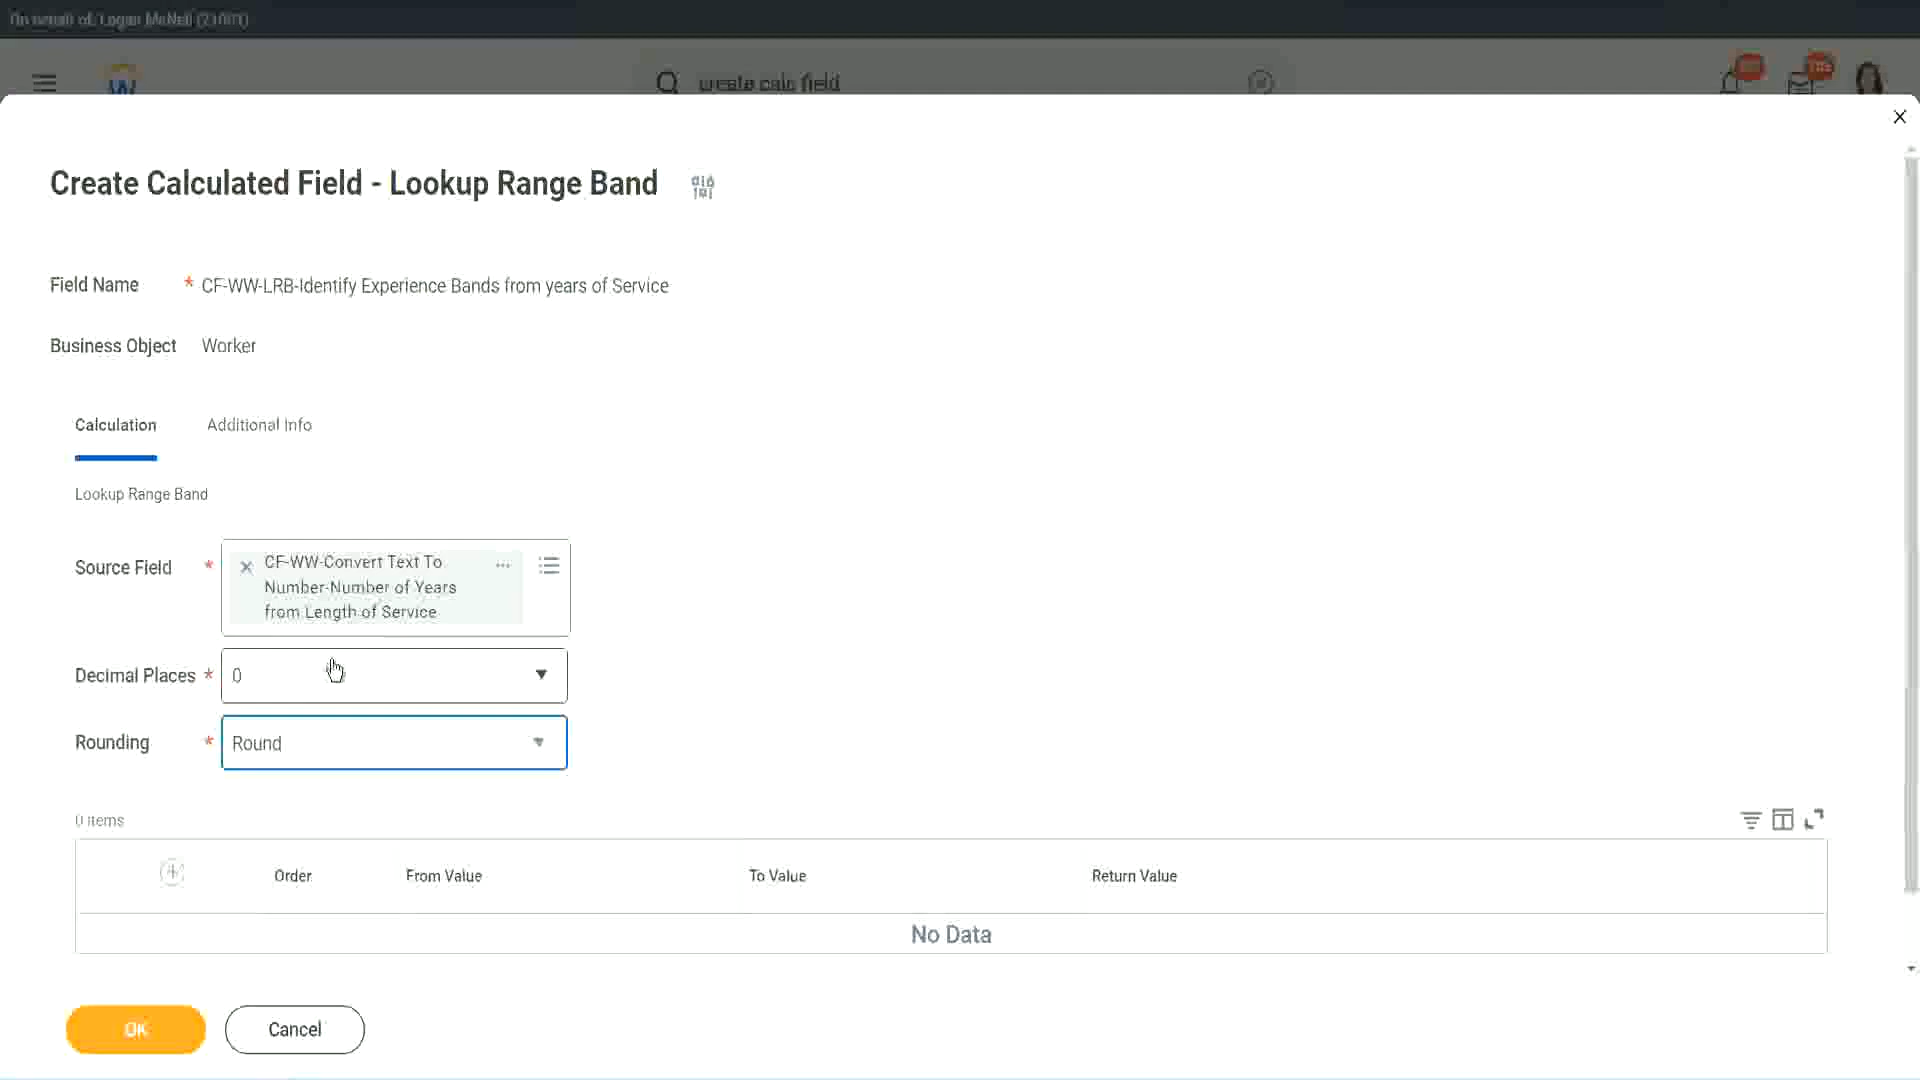 On behalf of: Logan McNeil (21001)
create calc field
Create Calculated Field - Lookup Range Band
Field Name * CF-WW-LRB-Identify Experience Bands from years of Service
Business Object Worker
Calculation Additional Info
Lookup Range Band
Source Field * CF-WW-Convert Text To
Number-Number of Years
from Length of Service
Decimal Places * 0
Rounding * Round
0 items
Order From Value To Value Return Value
No Data
OK Cancel